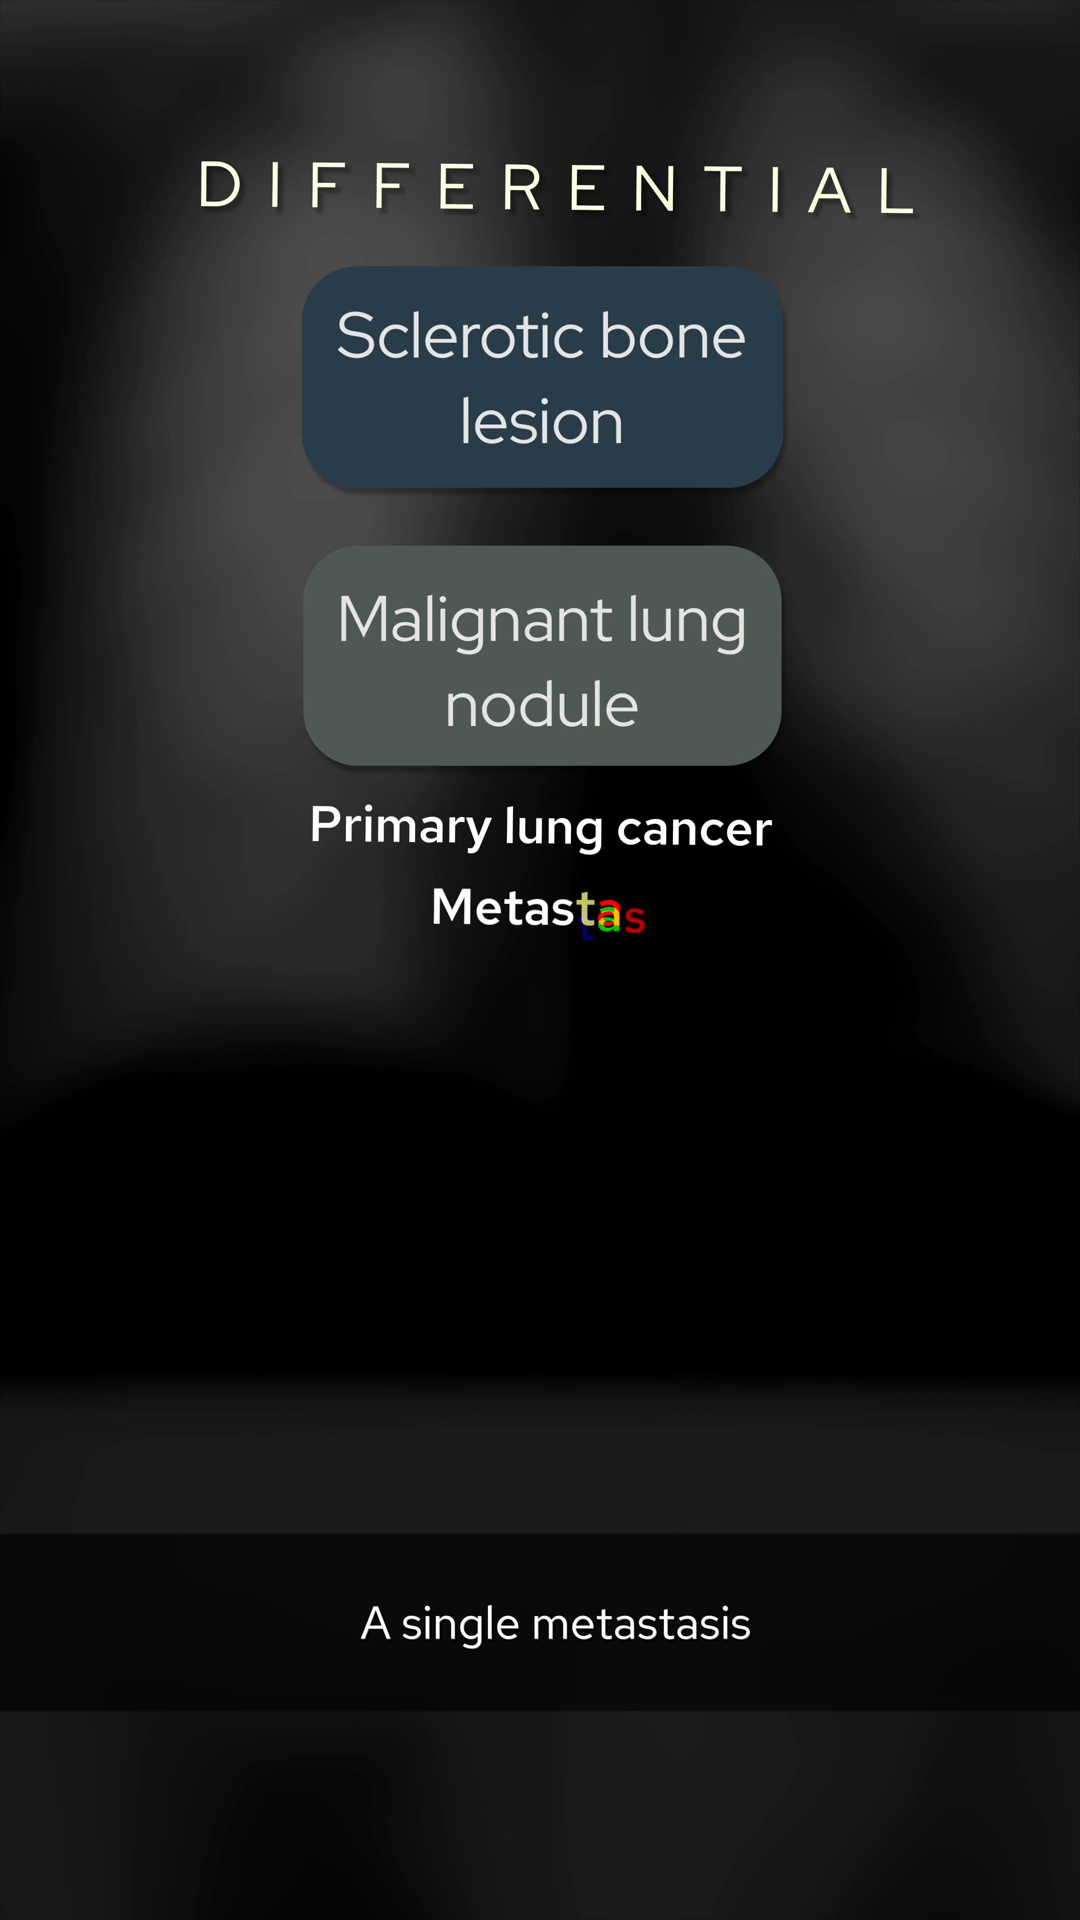 DIFFERENTIAL
Sclerotic bone
lesion
Malignant lung
nodule
Primary lung cancer
Metastas
A single metastasis